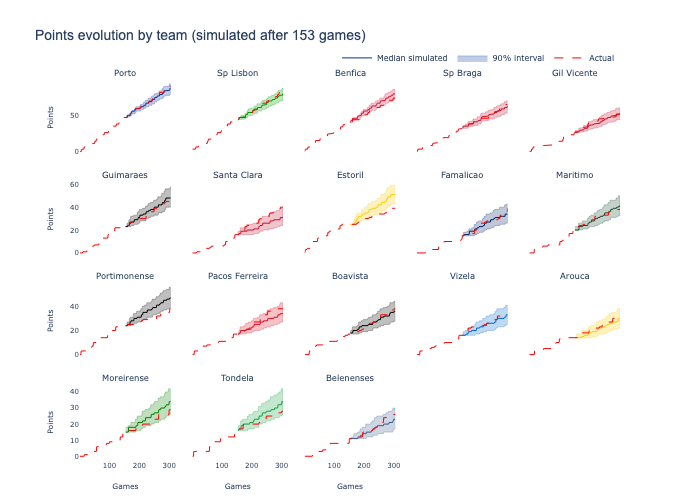 Points evolution by team (simulated after 153 games)
Median simulated 90% interval Actual
Porto Sp Lisbon Benfica Sp Braga Gil Vicente
Points
50
0
Guimaraes Santa Clara Estoril Famalicao Maritimo
Points
60
40
20
0
Portimonense Pacos Ferreira Boavista Vizela Arouca
Points
40
20
0
Moreirense Tondela Belenenses
Points
40
30
20
10
0
100 200 300 100 200 300 100 200 300
Games Games Games